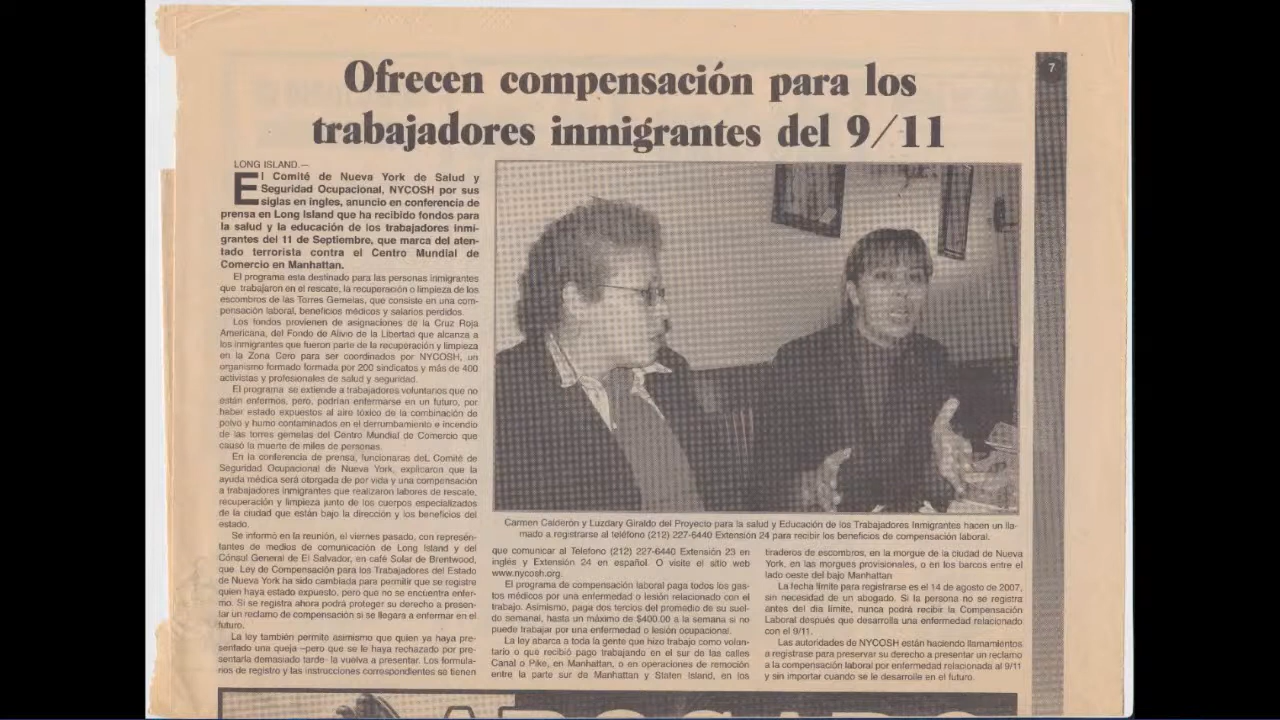 7
Ofrecen compensación para los
trabajadores inmigrantes del 9/11
LONG ISLAND.—
El Comité de Nueva York de Salud y
Seguridad Ocupacional, NYCOSH por sus
siglas en ingles, anuncio en conferencia de
prensa en Long Island que ha recibido fondos para
la salud y la educación de los trabajadores inmi-
grantes del 11 de Septiembre, que marca del aten-
tado terrorista contra el Centro Mundial de
Comercio en Manhattan.
El programa esta destinado para las personas inmigrantes
que trabajaron en el rescate, la recuperación o limpieza de los
escombros de las Torres Gemelas, que consiste en una com-
pensación laboral, beneficios médicos y salarios perdidos.
Los fondos provienen de asignaciones de la Cruz Roja
Americana, del Fondo de Alivio de la Libertad que alcanza a
los inmigrantes que fueron parte de la recuperación y limpieza
en la Zona Cero para ser coordinados por NYCOSH, un
organismo formado formada por 200 sindicatos y más de 400
activistas y profesionales de salud y seguridad.
El programa se extiende a trabajadores voluntarios que no
están enfermos, pero, podrían enfermarse en un futuro, por
haber estado expuestos al aire tóxico de la combinación de
polvo y humo contaminados en el derrumbamiento e incendio
de las torres gemelas del Centro Mundial de Comercio que
causó la muerte de miles de personas.
En la conferencia de prensa, funcionaras deL Comité de
Seguridad Ocupacional de Nueva York, explicaron que la
ayuda médica será otorgada de por vida y una compensación
a trabajadores inmigrantes que realizaron labores de rescate,
recuperación y limpieza junto de los cuerpos especializados
de la ciudad que están bajo la dirección y los beneficios del
estado.
Se informó en la reunión, el viernes pasado, con represén-
tantes de medios de comunicación de Long Island y del
Cónsul General de El Salvador, en café Solar de Brentwood,
que Ley de Compensación para los Trabajadores del Estado
de Nueva York ha sido cambiada para permitir que se registre
quien haya estado expuesto, pero que no se encuentra enfer-
mo. Si se registra ahora podrá proteger su derecho a presen-
tar un reclamo de compensación si se llegara a enfermar en el
futuro.
La ley también permite asimismo que quien ya haya pre-
sentado una queja –pero que se le haya rechazado por pre-
sentarla demasiado tarde- la vuelva a presentar. Los formula-
rios de registro y las instrucciones correspondientes se tienen
Carmen Calderón y Luzdary Giraldo del Proyecto para la salud y Educación de los Trabajadores Inmigrantes hacen un lla-
mado a registrarse al teléfono (212) 227-6440 Extensión 24 para recibir los beneficios de compensación laboral.
que comunicar al Telefono (212) 227-6440 Extensión 23 en
inglés y Extensión 24 en español. O visite el sitio web
www.nycosh.org.
El programa de compensación laboral paga todos los gas-
tos médicos por una enfermedad o lesión relacionado con el
trabajo. Asimismo, paga dos tercios del promedio de su suel-
do semanal, hasta un máximo de $400.00 a la semana si no
puede trabajar por una enfermedad o lesión ocupacional.
La ley abarca a toda la gente que hizo trabajo como volun-
tario o que recibió pago trabajando en el sur de las calles
Canal o Pike, en Manhattan, o en operaciones de remoción
entre la parte sur de Manhattan y Staten Island, en los
tiraderos de escombros, en la morgue de la ciudad de Nueva
York, en las morgues provisionales, o en los barcos entre el
lado oeste del bajo Manhattan
La fecha límite para registrarse es el 14 de agosto de 2007,
sin necesidad de un abogado. Si la persona no se registra
antes del día límite, nunca podrá recibir la Compensación
Laboral después que desarrolla una enfermedad relacionado
con el 9/11.
Las autoridades de NYCOSH están haciendo llamamientos
a registrase para preservar su derecho a presentar un reclamo
a la compensación laboral por enfermedad relacionada al 9/11
y sin importar cuando se le desarrolle en el futuro.